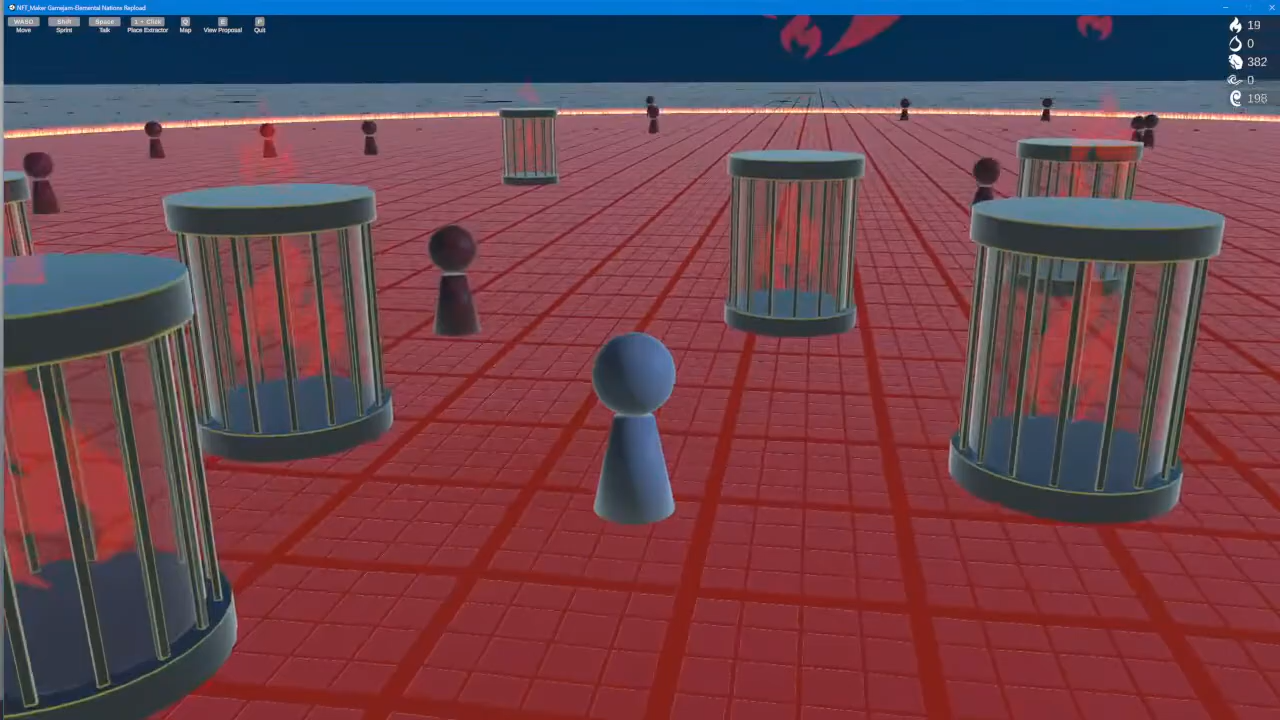 NFT_Maker Gamejam-Elemental Nations Repload
WASD Shift Space 1 - Click Q E P
Move Sprint Talk Place Extractor Map View Proposal Quit
19
0
382
0
198